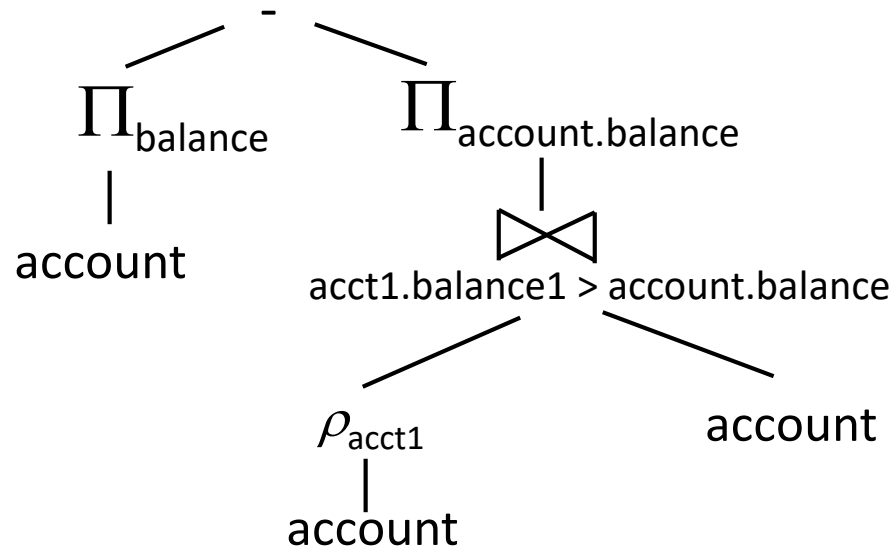 -
Π balance
Π account.balance
account
⋈
acct1.balance1 > account.balance
ρ acct1
account
account